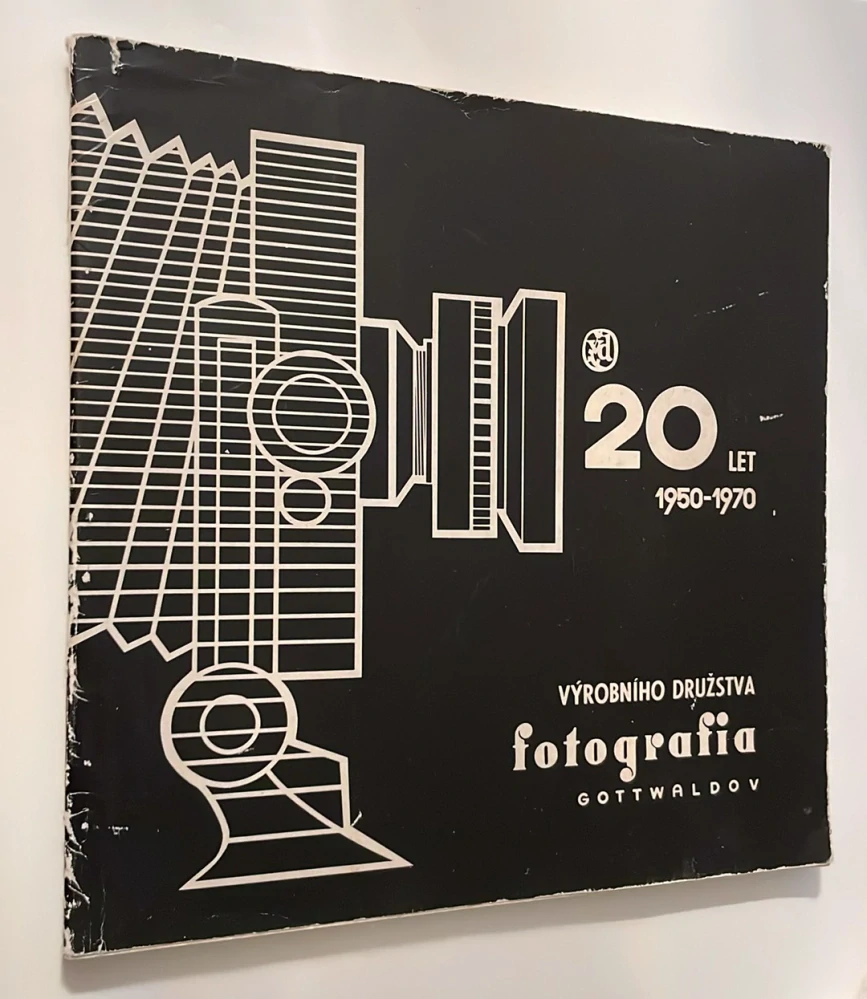 20 LET
1950-1970
VÝROBNÍHO DRUŽSTVA
fotografia
GOTTWALDOV